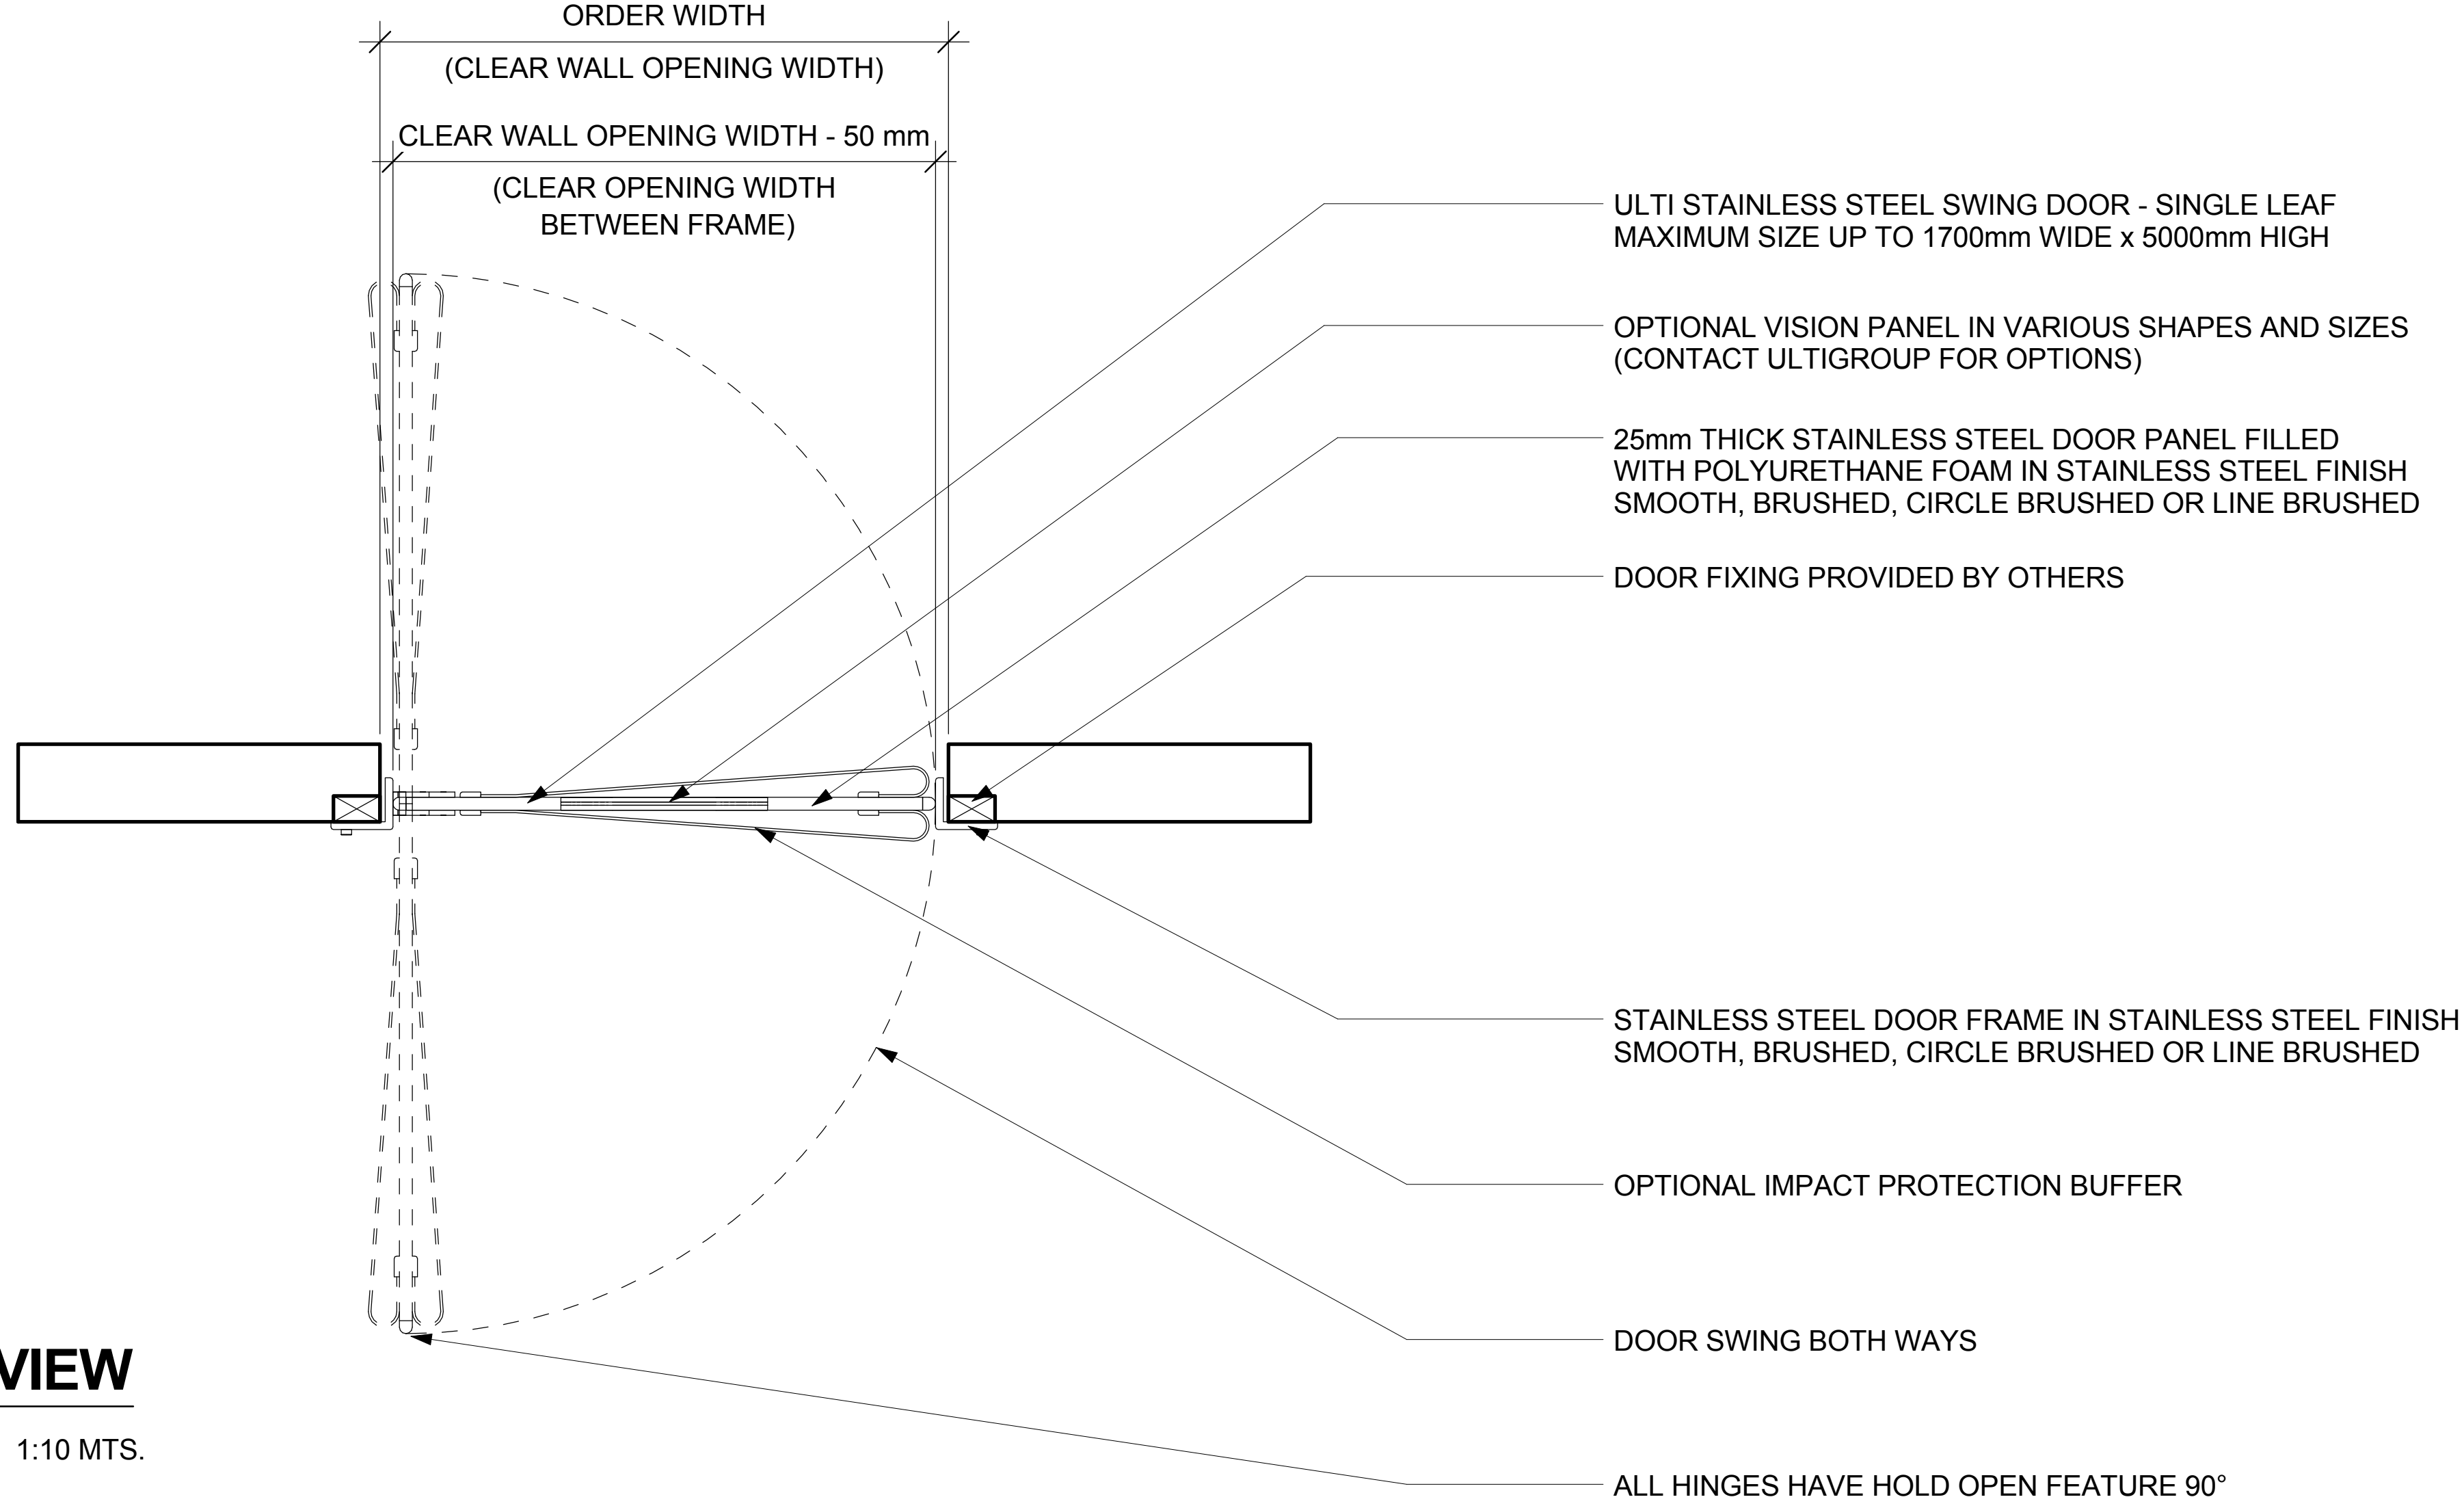 ORDER WIDTH
(CLEAR WALL OPENING WIDTH)
CLEAR WALL OPENING WIDTH - 50 mm
(CLEAR OPENING WIDTH
BETWEEN FRAME)
ULTI STAINLESS STEEL SWING DOOR - SINGLE LEAF
MAXIMUM SIZE UP TO 1700mm WIDE x 5000mm HIGH
OPTIONAL VISION PANEL IN VARIOUS SHAPES AND SIZES
(CONTACT ULTIGROUP FOR OPTIONS)
25mm THICK STAINLESS STEEL DOOR PANEL FILLED
WITH POLYURETHANE FOAM IN STAINLESS STEEL FINISH
SMOOTH, BRUSHED, CIRCLE BRUSHED OR LINE BRUSHED
DOOR FIXING PROVIDED BY OTHERS
STAINLESS STEEL DOOR FRAME IN STAINLESS STEEL FINISH
SMOOTH, BRUSHED, CIRCLE BRUSHED OR LINE BRUSHED
OPTIONAL IMPACT PROTECTION BUFFER
DOOR SWING BOTH WAYS
VIEW
1:10 MTS.
ALL HINGES HAVE HOLD OPEN FEATURE 90°